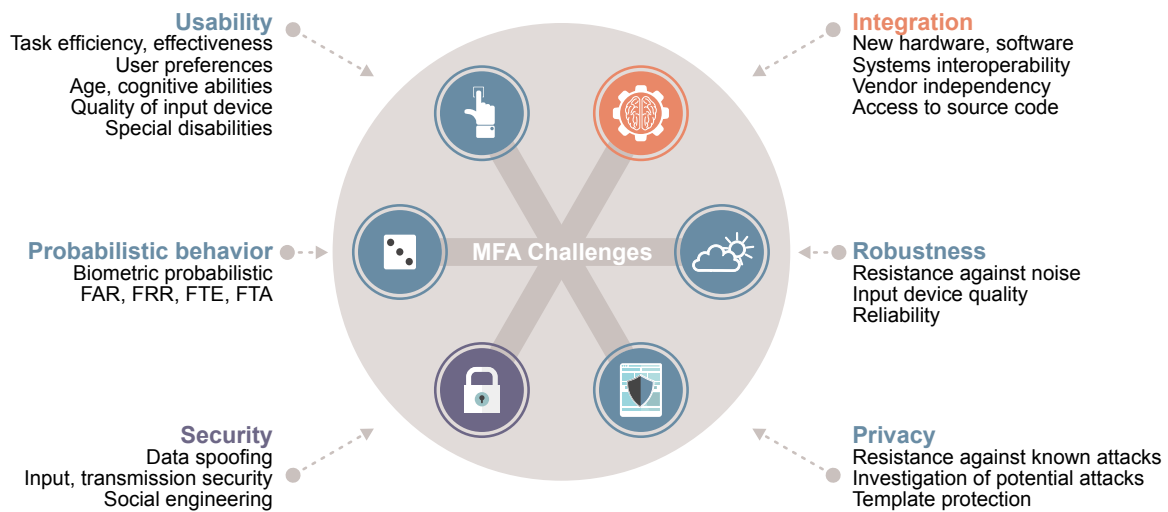 Usability
Task efficiency, effectiveness
User preferences
Age, cognitive abilities
Quality of input device
Special disabilities
Integration
New hardware, software
Systems interoperability
Vendor independency
Access to source code
Probabilistic behavior
Biometric probabilistic
FAR, FRR, FTE, FTA
MFA Challenges
Robustness
Resistance against noise
Input device quality
Reliability
Security
Data spoofing
Input, transmission security
Social engineering
Privacy
Resistance against known attacks
Investigation of potential attacks
Template protection